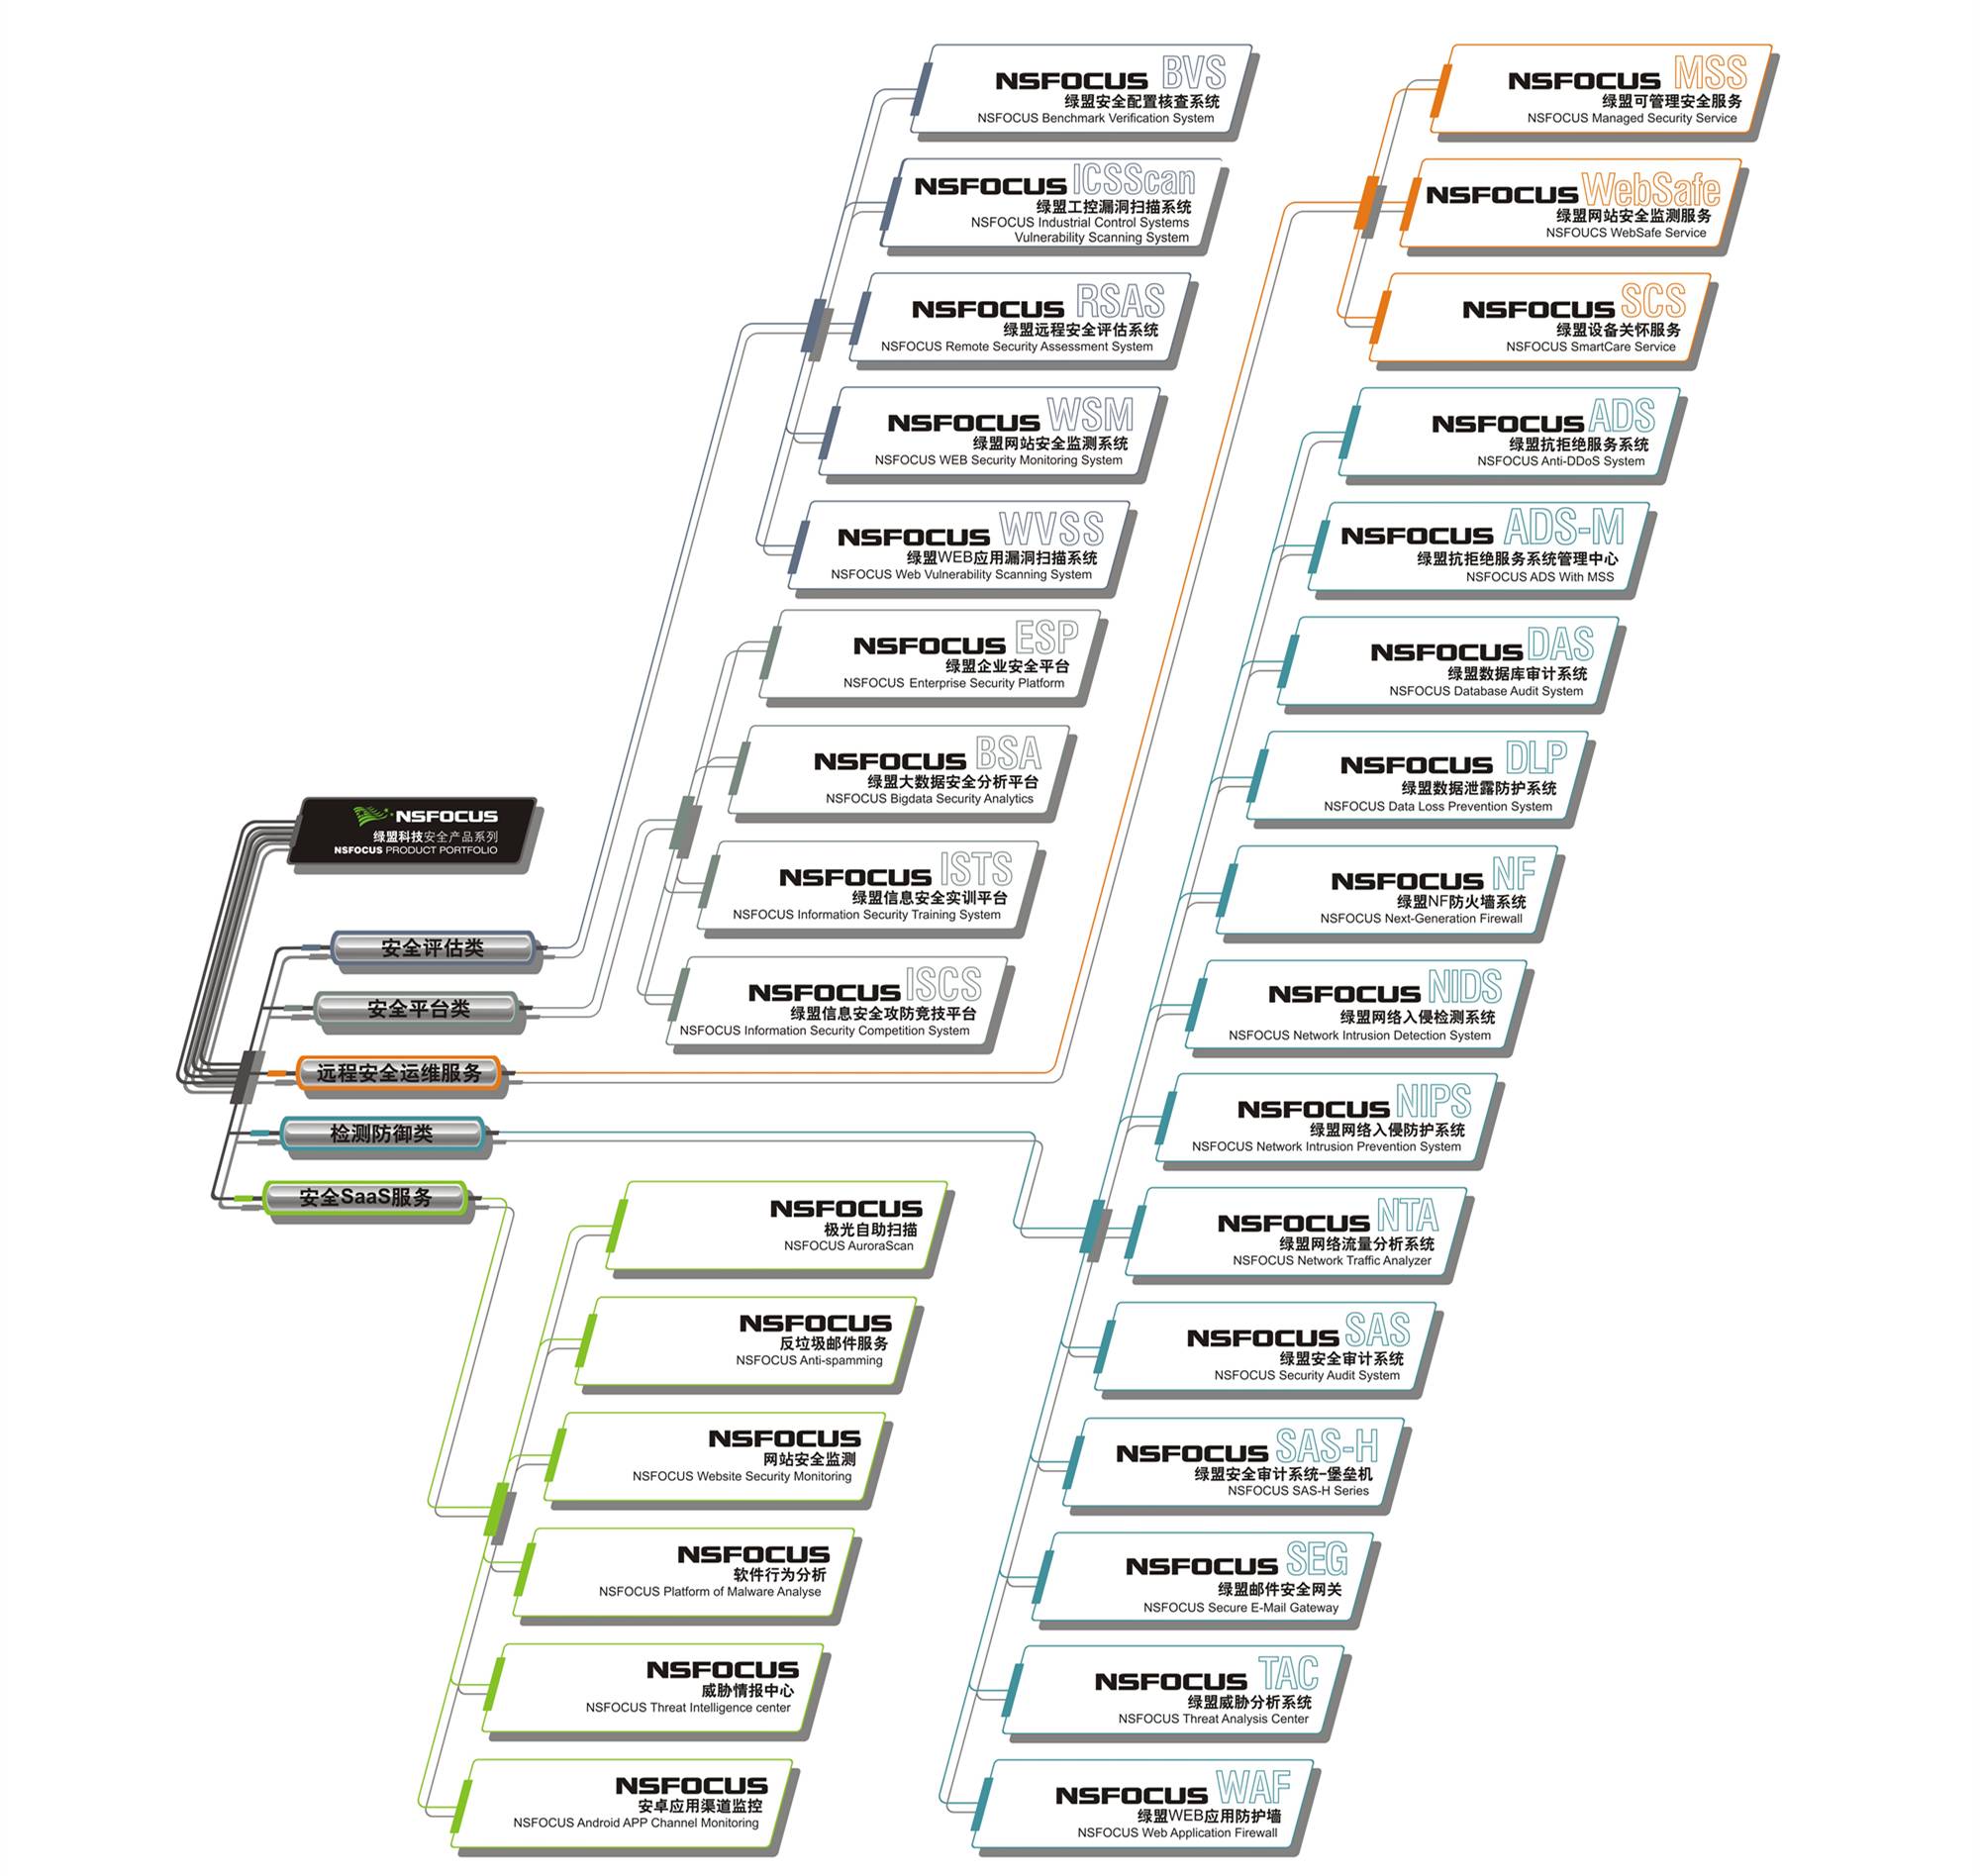 NSFOCUS
绿盟科技安全产品系列
NSFOCUS PRODUCT PORTFOLIO
安全评估类
安全平台类
远程安全运维服务
检测防御类
安全SaaS服务
NSFOCUS BVS
绿盟安全配置核查系统
NSFOCUS Benchmark Verification System
NSFOCUS ICSScan
绿盟工控漏洞扫描系统
NSFOCUS Industrial Control Systems
Vulnerability Scanning System
NSFOCUS RSAS
绿盟远程安全评估系统
NSFOCUS Remote Security Assessment System
NSFOCUS WSM
绿盟网站安全监测系统
NSFOCUS WEB Security Monitoring System
NSFOCUS WVSS
绿盟WEB应用漏洞扫描系统
NSFOCUS Web Vulnerability Scanning System
NSFOCUS ESP
绿盟企业安全平台
NSFOCUS Enterprise Security Platform
NSFOCUS BSA
绿盟大数据安全分析平台
NSFOCUS Bigdata Security Analytics
NSFOCUS ISTS
绿盟信息安全实训平台
NSFOCUS Information Security Training System
NSFOCUS ISCS
绿盟信息安全攻防竞技平台
NSFOCUS Information Security Competition System
NSFOCUS MSS
绿盟可管理安全服务
NSFOCUS Managed Security Service
NSFOCUS WebSafe
绿盟网站安全监测服务
NSFOUCS WebSafe Service
NSFOCUS SCS
绿盟设备关怀服务
NSFOCUS SmartCare Service
NSFOCUS ADS
绿盟抗拒绝服务系统
NSFOCUS Anti-DDoS System
NSFOCUS ADS-M
绿盟抗拒绝服务系统管理中心
NSFOCUS ADS With MSS
NSFOCUS DAS
绿盟数据库审计系统
NSFOCUS Database Audit System
NSFOCUS DLP
绿盟数据泄露防护系统
NSFOCUS Data Loss Prevention System
NSFOCUS NF
绿盟NF防火墙系统
NSFOCUS Next-Generation Firewall
NSFOCUS NIDS
绿盟网络入侵检测系统
NSFOCUS Network Intrusion Detection System
NSFOCUS NIPS
绿盟网络入侵防护系统
NSFOCUS Network Intrusion Prevention System
NSFOCUS NTA
绿盟网络流量分析系统
NSFOCUS Network Traffic Analyzer
NSFOCUS SAS
绿盟安全审计系统
NSFOCUS Security Audit System
NSFOCUS SAS-H
绿盟安全审计系统-堡垒机
NSFOCUS SAS-H Series
NSFOCUS SEG
绿盟邮件安全网关
NSFOCUS Secure E-Mail Gateway
NSFOCUS TAC
绿盟威胁分析系统
NSFOCUS Threat Analysis Center
NSFOCUS WAF
绿盟WEB应用防护墙
NSFOCUS Web Application Firewall
NSFOCUS
极光自助扫描
NSFOCUS AuroraScan
NSFOCUS
反垃圾邮件服务
NSFOCUS Anti-spamming
NSFOCUS
网站安全监测
NSFOCUS Website Security Monitoring
NSFOCUS
软件行为分析
NSFOCUS Platform of Malware Analyse
NSFOCUS
威胁情报中心
NSFOCUS Threat Intelligence center
NSFOCUS
安卓应用渠道监控
NSFOCUS Android APP Channel Monitoring